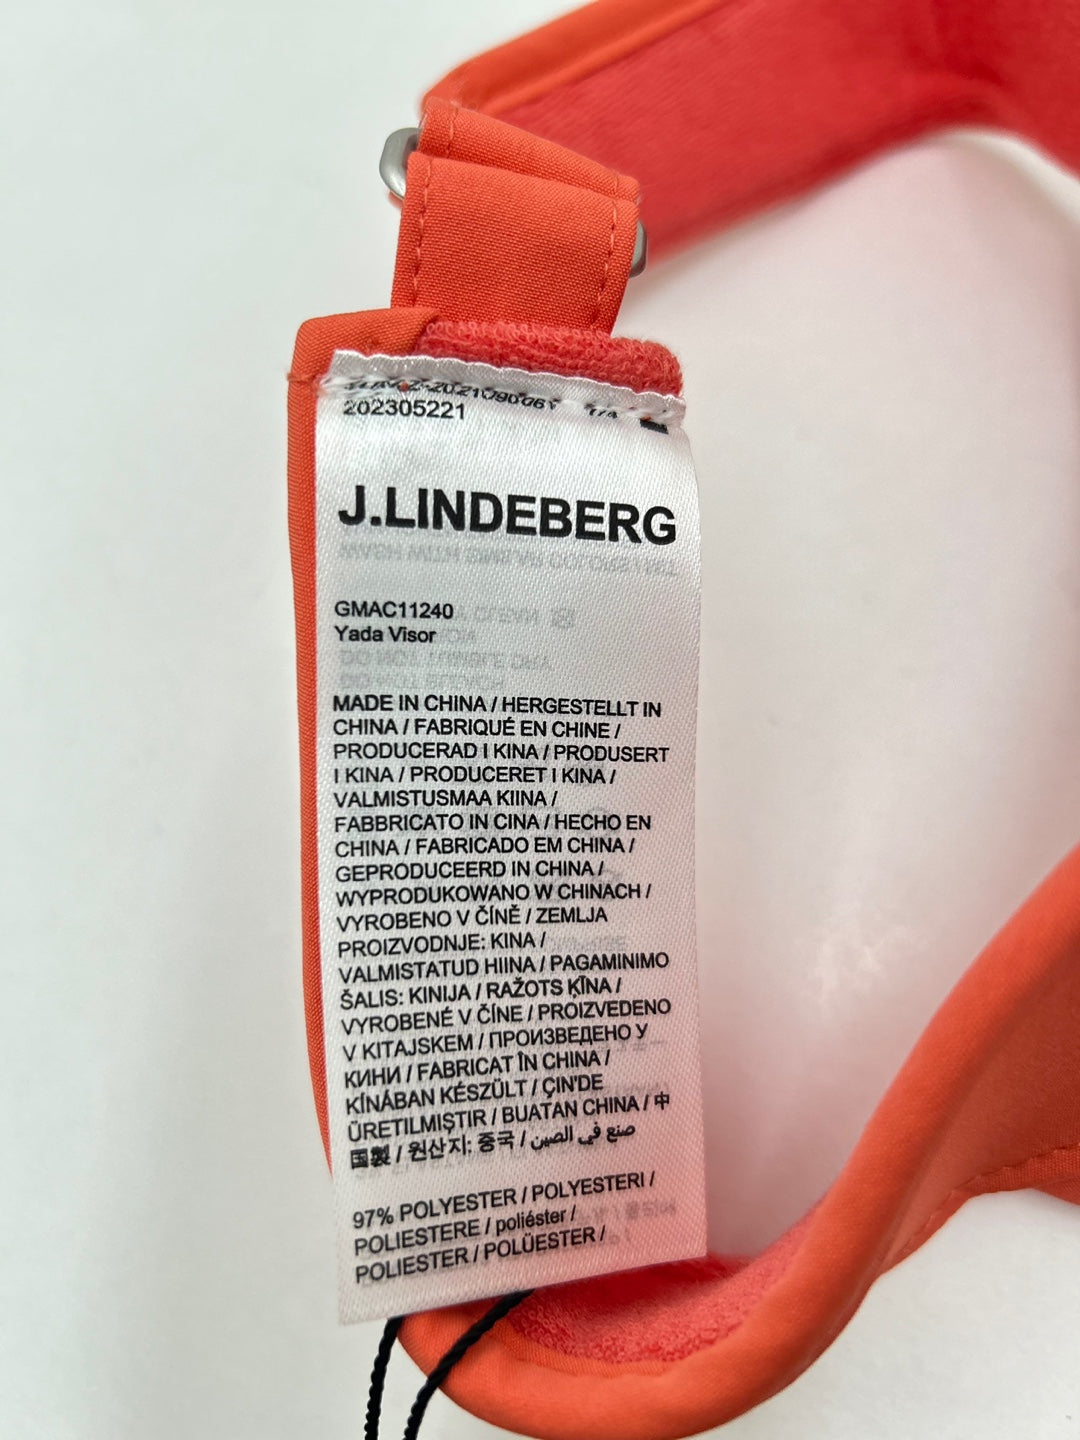 202305221
J.LINDEBERG
GMAC11240
Yada Visor
MADE IN CHINA / HERGESTELLT IN
CHINA / FABRIQUÉ EN CHINE /
PRODUCERAD I KINA / PRODUSERT
I KINA / PRODUCERET I KINA /
VALMISTUSMAA KIINA /
FABBRICATO IN CINA / HECHO EN
CHINA / FABRICADO EM CHINA /
GEPRODUCEERD IN CHINA /
WYPRODUKOWANO W CHINACH /
VYROBENO V ČÍNĚ / ZEMLJA
PROIZVODNJE: KINA /
VALMISTATUD HIINA / PAGAMINIMO
ŠALIS: KINIJA / RAŽOTS ĶĪNA /
VYROBENÉ V ČÍNE / PROIZVEDENO
V KITAJSKEM / ПРОИЗВЕДЕНО У
КИНИ / FABRICAT ÎN CHINA /
KÍNÁBAN KÉSZÜLT / ÇIN'DE
ÜRETILMIŞTIR / BUATAN CHINA / 中
国製 / 원산지: 중국 / صنع في الصين
97% POLYESTER / POLYESTERI /
POLIESTERE / poliéster /
POLIESTER / POLÜESTER /